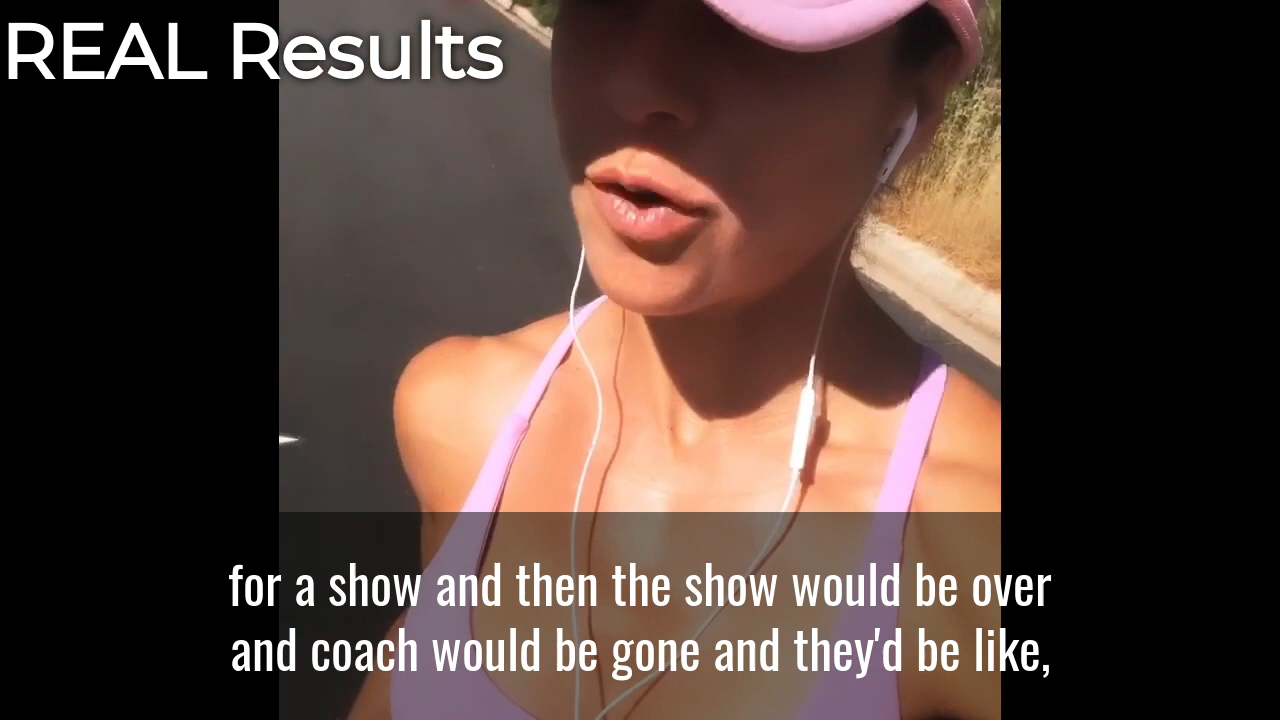 REAL Results
for a show and then the show would be over
and coach would be gone and they'd be like,